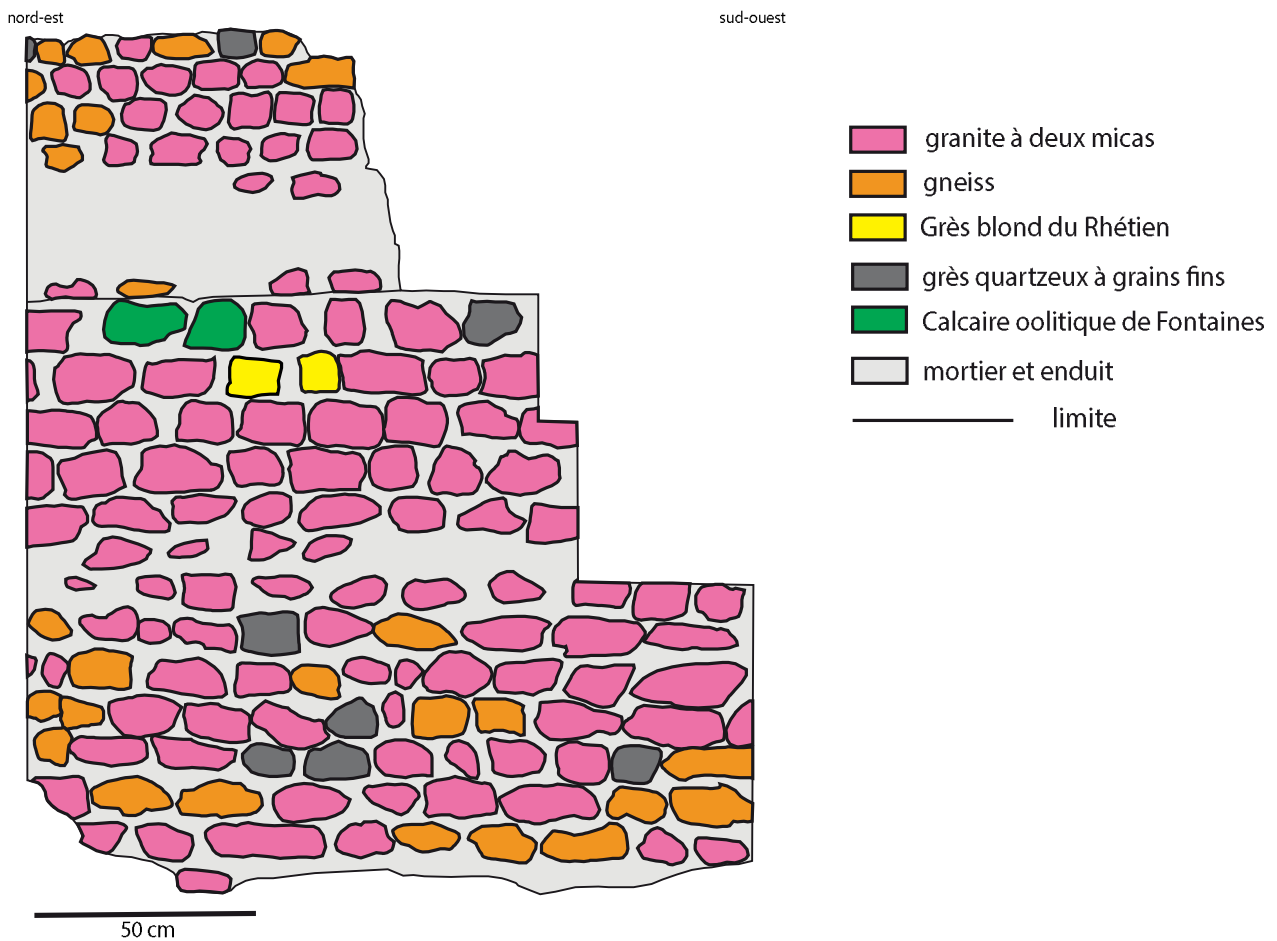 nord-est
sud-ouest
granite à deux micas
gneiss
Grès blond du Rhétien
grès quartzeux à grains fins
Calcaire oolitique de Fontaines
mortier et enduit
limite
50 cm